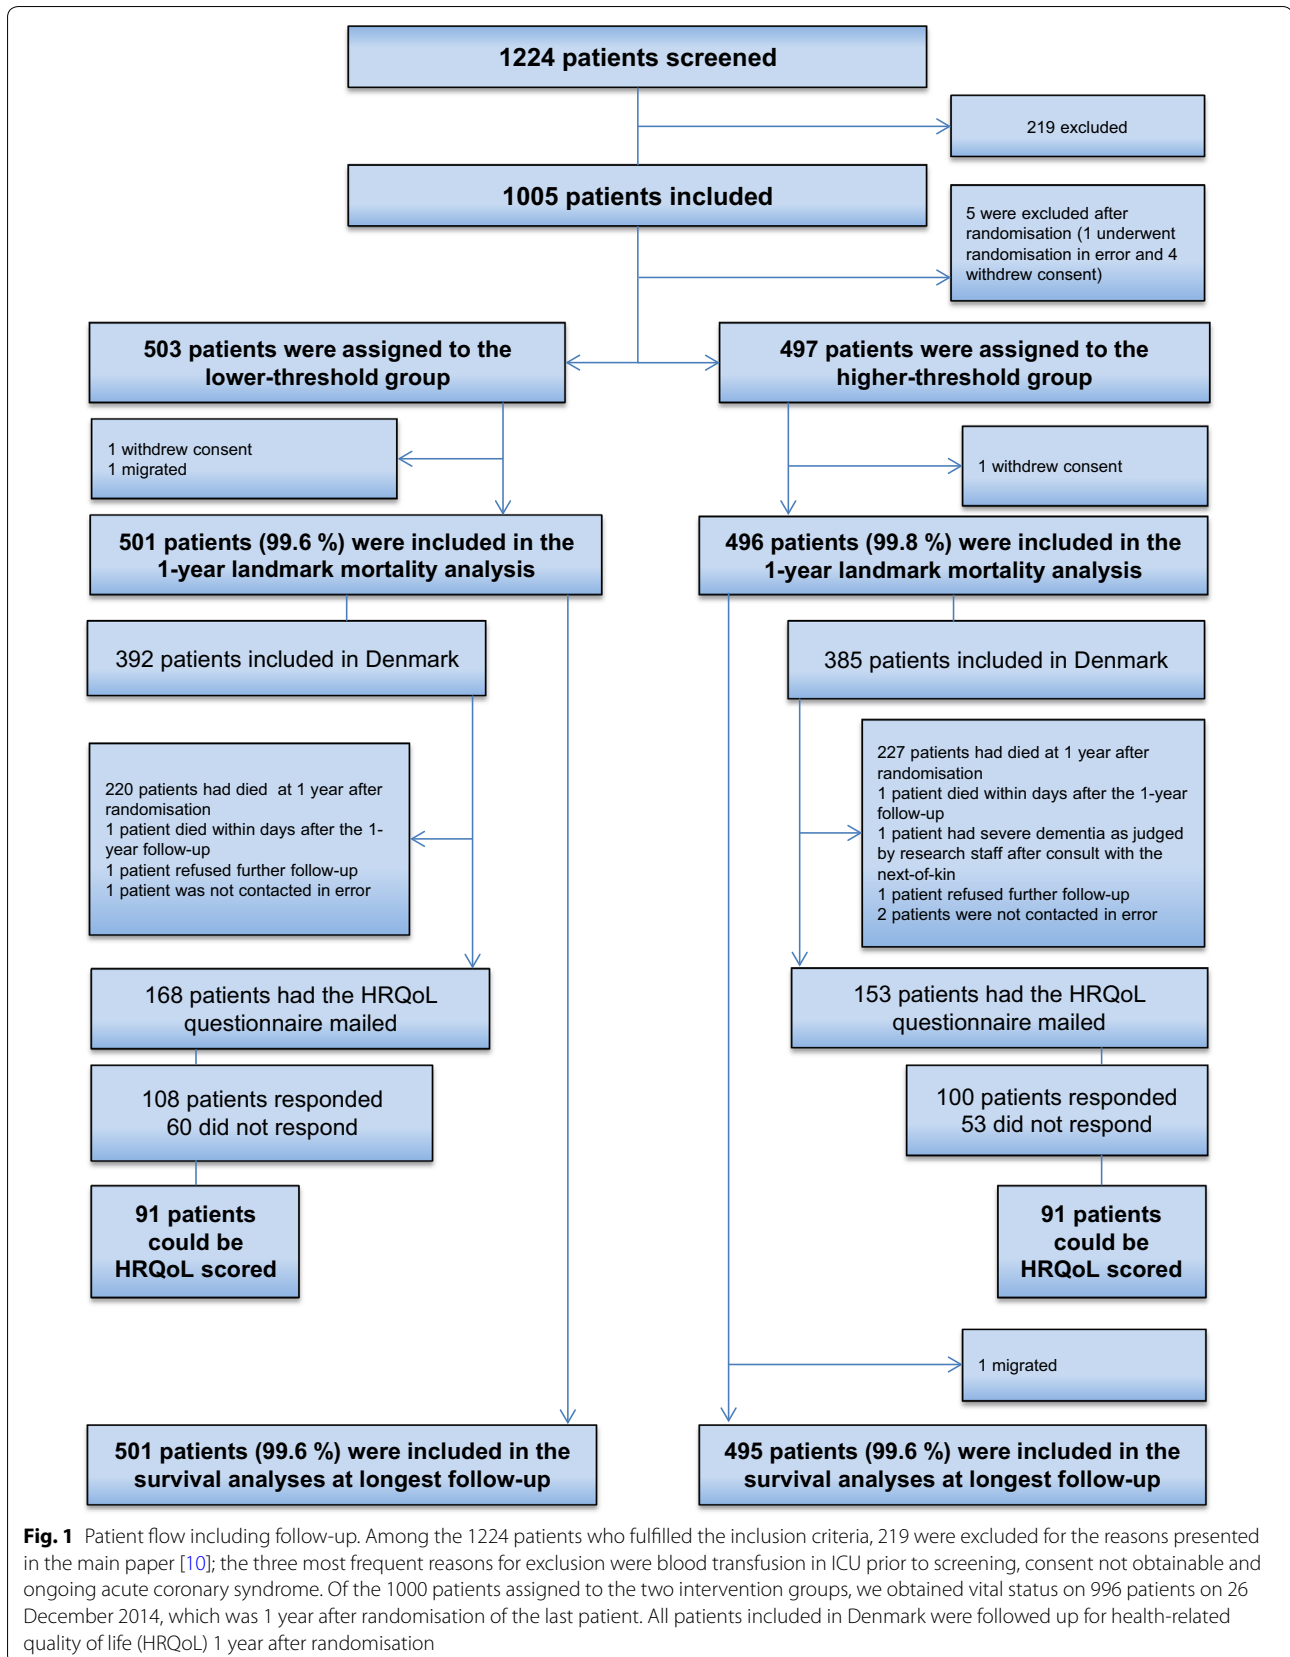 1224 patients screened
219 excluded
1005 patients included
5 were excluded after
randomisation (1 underwent
randomisation in error and 4
withdrew consent)
503 patients were assigned to the
lower-threshold group
497 patients were assigned to the
higher-threshold group
1 withdrew consent
1 migrated
1 withdrew consent
501 patients (99.6 %) were included in the
1-year landmark mortality analysis
496 patients (99.8 %) were included in the
1-year landmark mortality analysis
392 patients included in Denmark
385 patients included in Denmark
220 patients had died at 1 year after
randomisation
1 patient died within days after the 1-
year follow-up
1 patient refused further follow-up
1 patient was not contacted in error
227 patients had died at 1 year after
randomisation
1 patient died within days after the 1-year
follow-up
1 patient had severe dementia as judged
by research staff after consult with the
next-of-kin
1 patient refused further follow-up
2 patients were not contacted in error
168 patients had the HRQoL
questionnaire mailed
153 patients had the HRQoL
questionnaire mailed
108 patients responded
60 did not respond
100 patients responded
53 did not respond
91 patients
could be
HRQoL scored
91 patients
could be
HRQoL scored
1 migrated
501 patients (99.6 %) were included in the
survival analyses at longest follow-up
495 patients (99.6 %) were included in the
survival analyses at longest follow-up
Fig. 1 Patient flow including follow-up. Among the 1224 patients who fulfilled the inclusion criteria, 219 were excluded for the reasons presented
in the main paper [10]; the three most frequent reasons for exclusion were blood transfusion in ICU prior to screening, consent not obtainable and
ongoing acute coronary syndrome. Of the 1000 patients assigned to the two intervention groups, we obtained vital status on 996 patients on 26
December 2014, which was 1 year after randomisation of the last patient. All patients included in Denmark were followed up for health-related
quality of life (HRQoL) 1 year after randomisation